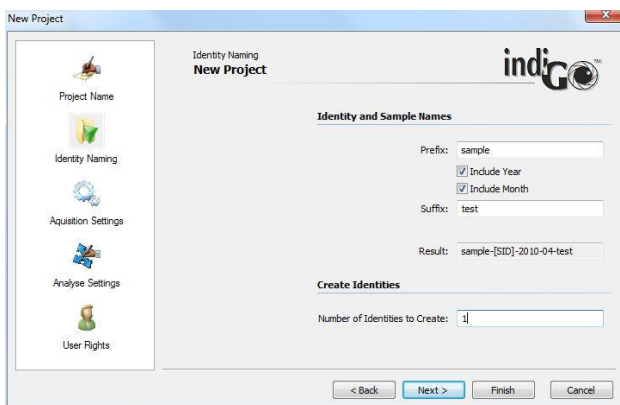 New Project
Project Name
Identity Naming
Aquisition Settings
Analyse Settings
User Rights
Identity Naming
New Project
indiGo™
Identity and Sample Names
Prefix: sample
Include Year
Include Month
Suffix: test
Result: sample-[SID]-2010-04-test
Create Identities
Number of Identities to Create: 1
< Back Next > Finish Cancel